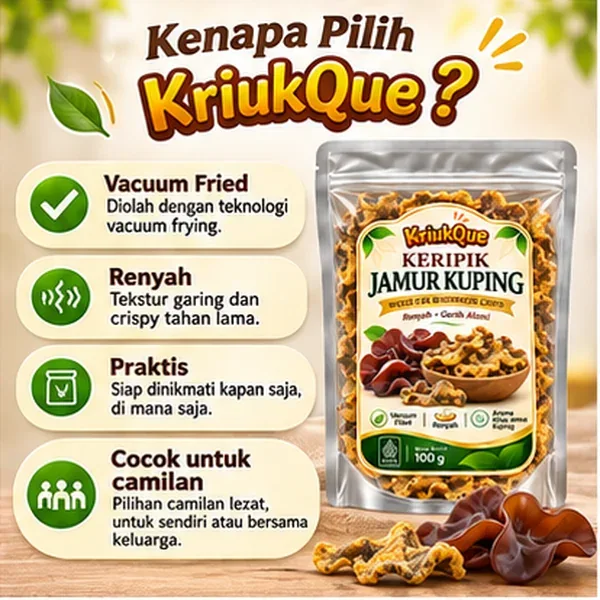 Kenapa Pilih
KriukQue?
Vacuum Fried
Diolah dengan teknologi
vacuum frying.
Renyah
Tekstur garing dan
crispy tahan lama.
Praktis
Siap dinikmati kapan saja,
di mana saja.
Cocok untuk
camilan
Pilihan camilan lezat,
untuk sendiri atau bersama
keluarga.
KriukQue
KERIPIK
JAMUR KUPING
Renyah • Gurih Alami
Vacuum
Fried
Renyah
100 g